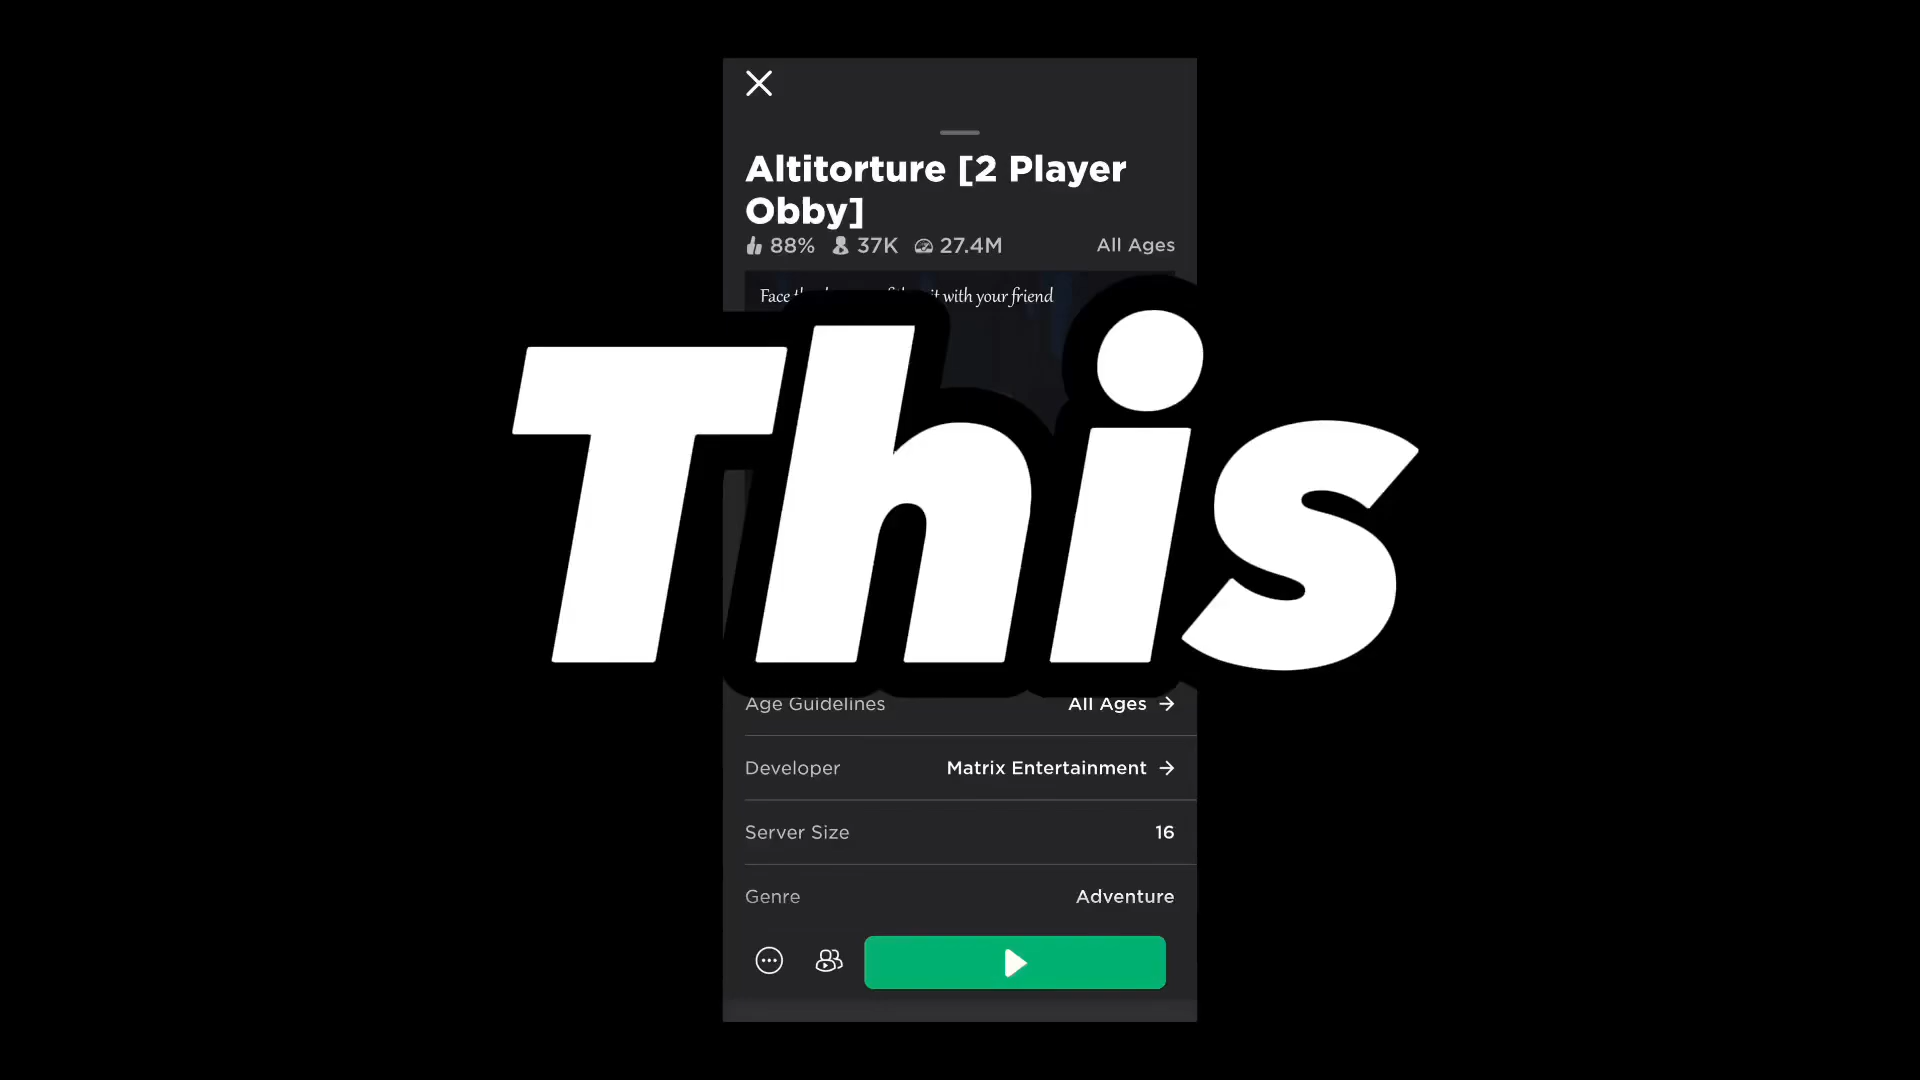 Altitorture [2 Player
Obby]
88% 37K 27.4M All Ages
Face with your friend
This
Age Guidelines All Ages
Developer Matrix Entertainment
Server Size 16
Genre Adventure